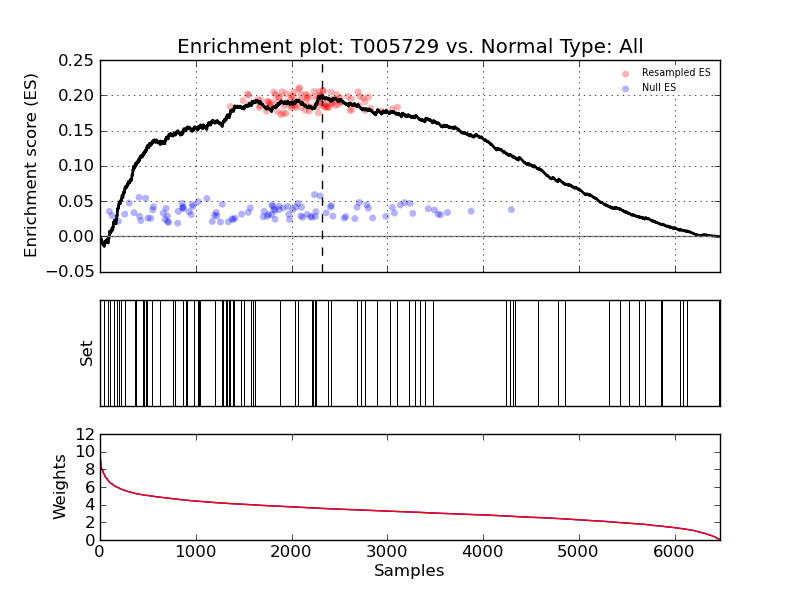 Enrichment plot: T005729 vs. Normal Type: All
0.25
0.20
0.15
0.10
0.05
0.00
−0.05
Enrichment score (ES)
Resampled ES
Null ES
Set
12
10
8
6
4
2
0
Weights
0 1000 2000 3000 4000 5000 6000
Samples